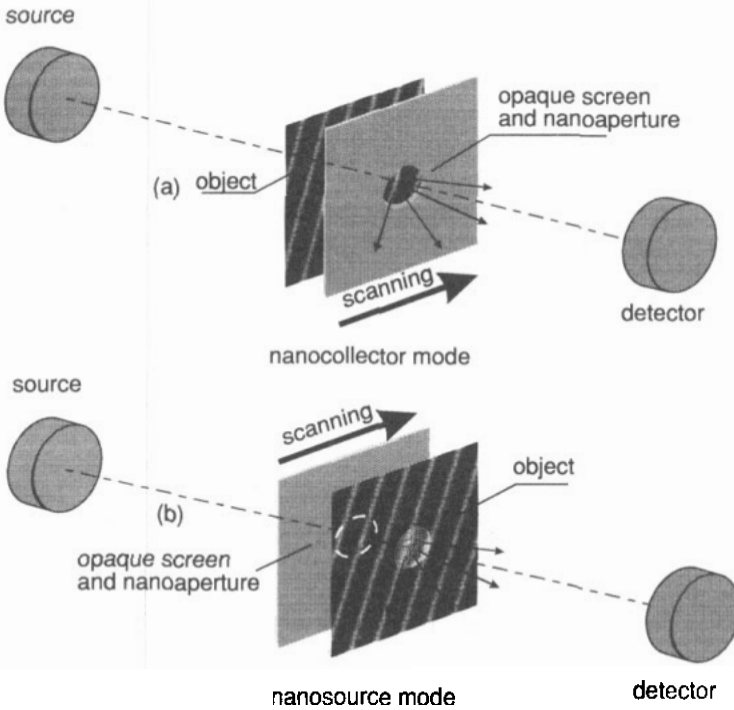 source
opaque screen
and nanoaperture
(a) object
scanning
detector
nanocollector mode
source
scanning
object
(b)
opaque screen
and nanoaperture
nanosource mode
detector